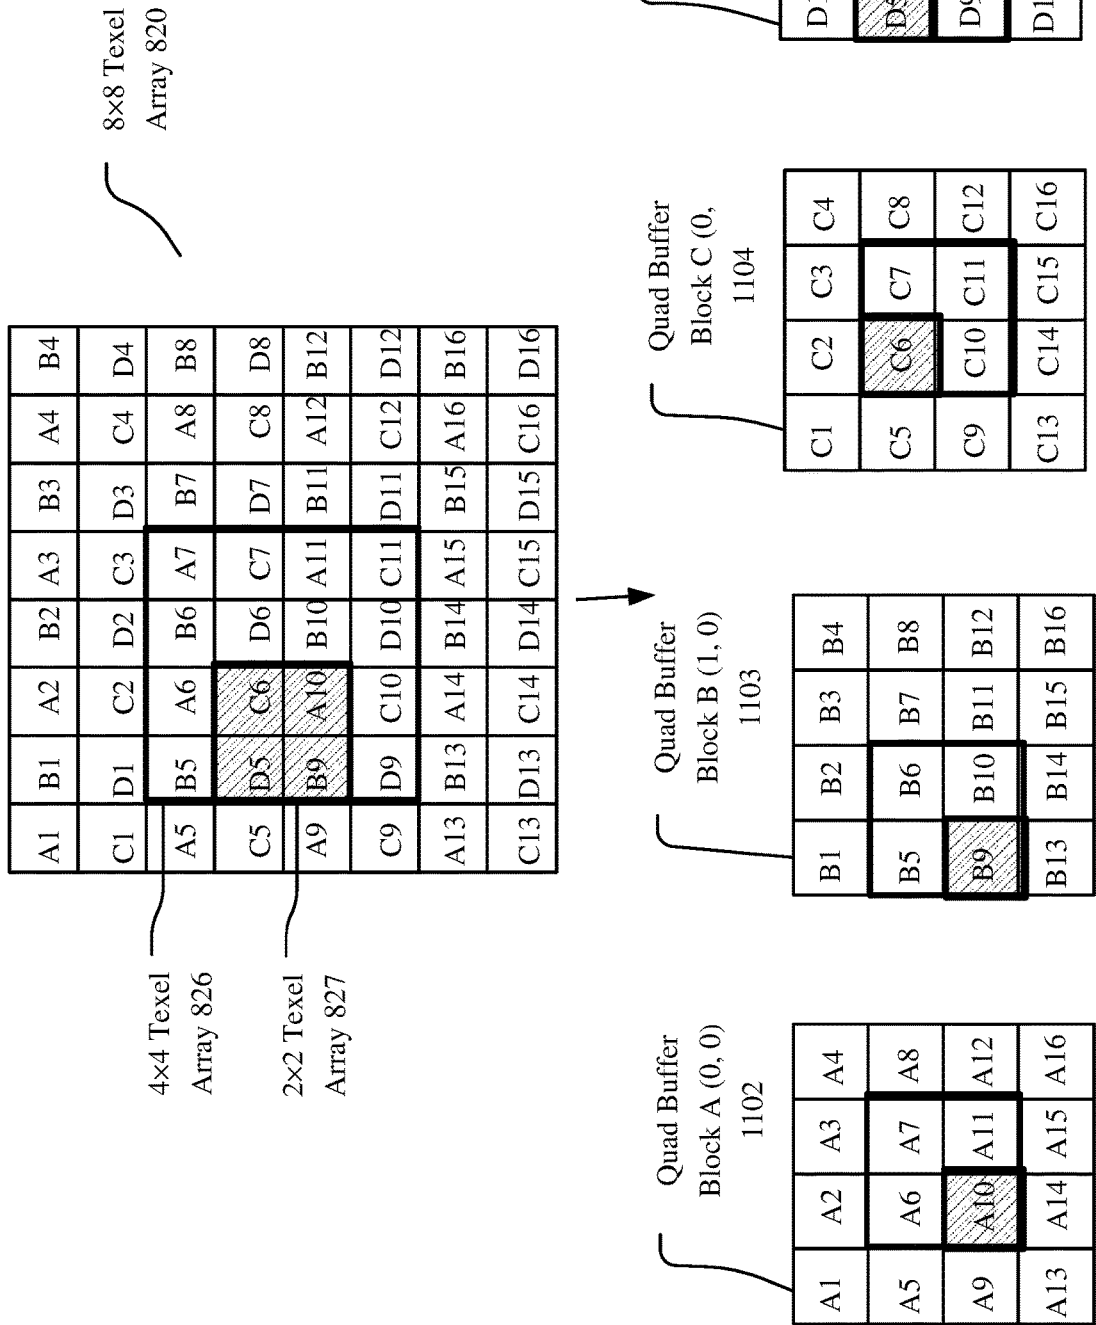 8×8 Texel
Array 820
A1 B1 A2 B2 A3 B3 A4 B4
C1 D1 C2 D2 C3 D3 C4 D4
A5 B5 A6 B6 A7 B7 A8 B8
C5 D5 C6 D6 C7 D7 C8 D8
A9 B9 A10 B10 A11 B11 A12 B12
C9 D9 C10 D10 C11 D11 C12 D12
A13 B13 A14 B14 A15 B15 A16 B16
C13 D13 C14 D14 C15 D15 C16 D16
4×4 Texel
Array 826
2×2 Texel
Array 827
Quad Buffer
Block A (0, 0)
1102
A1 A2 A3 A4
A5 A6 A7 A8
A9 A10 A11 A12
A13 A14 A15 A16
Quad Buffer
Block B (1, 0)
1103
B1 B2 B3 B4
B5 B6 B7 B8
B9 B10 B11 B12
B13 B14 B15 B16
Quad Buffer
Block C (0,
1104
C1 C2 C3 C4
C5 C6 C7 C8
C9 C10 C11 C12
C13 C14 C15 C16
D1
D5
D9
D1